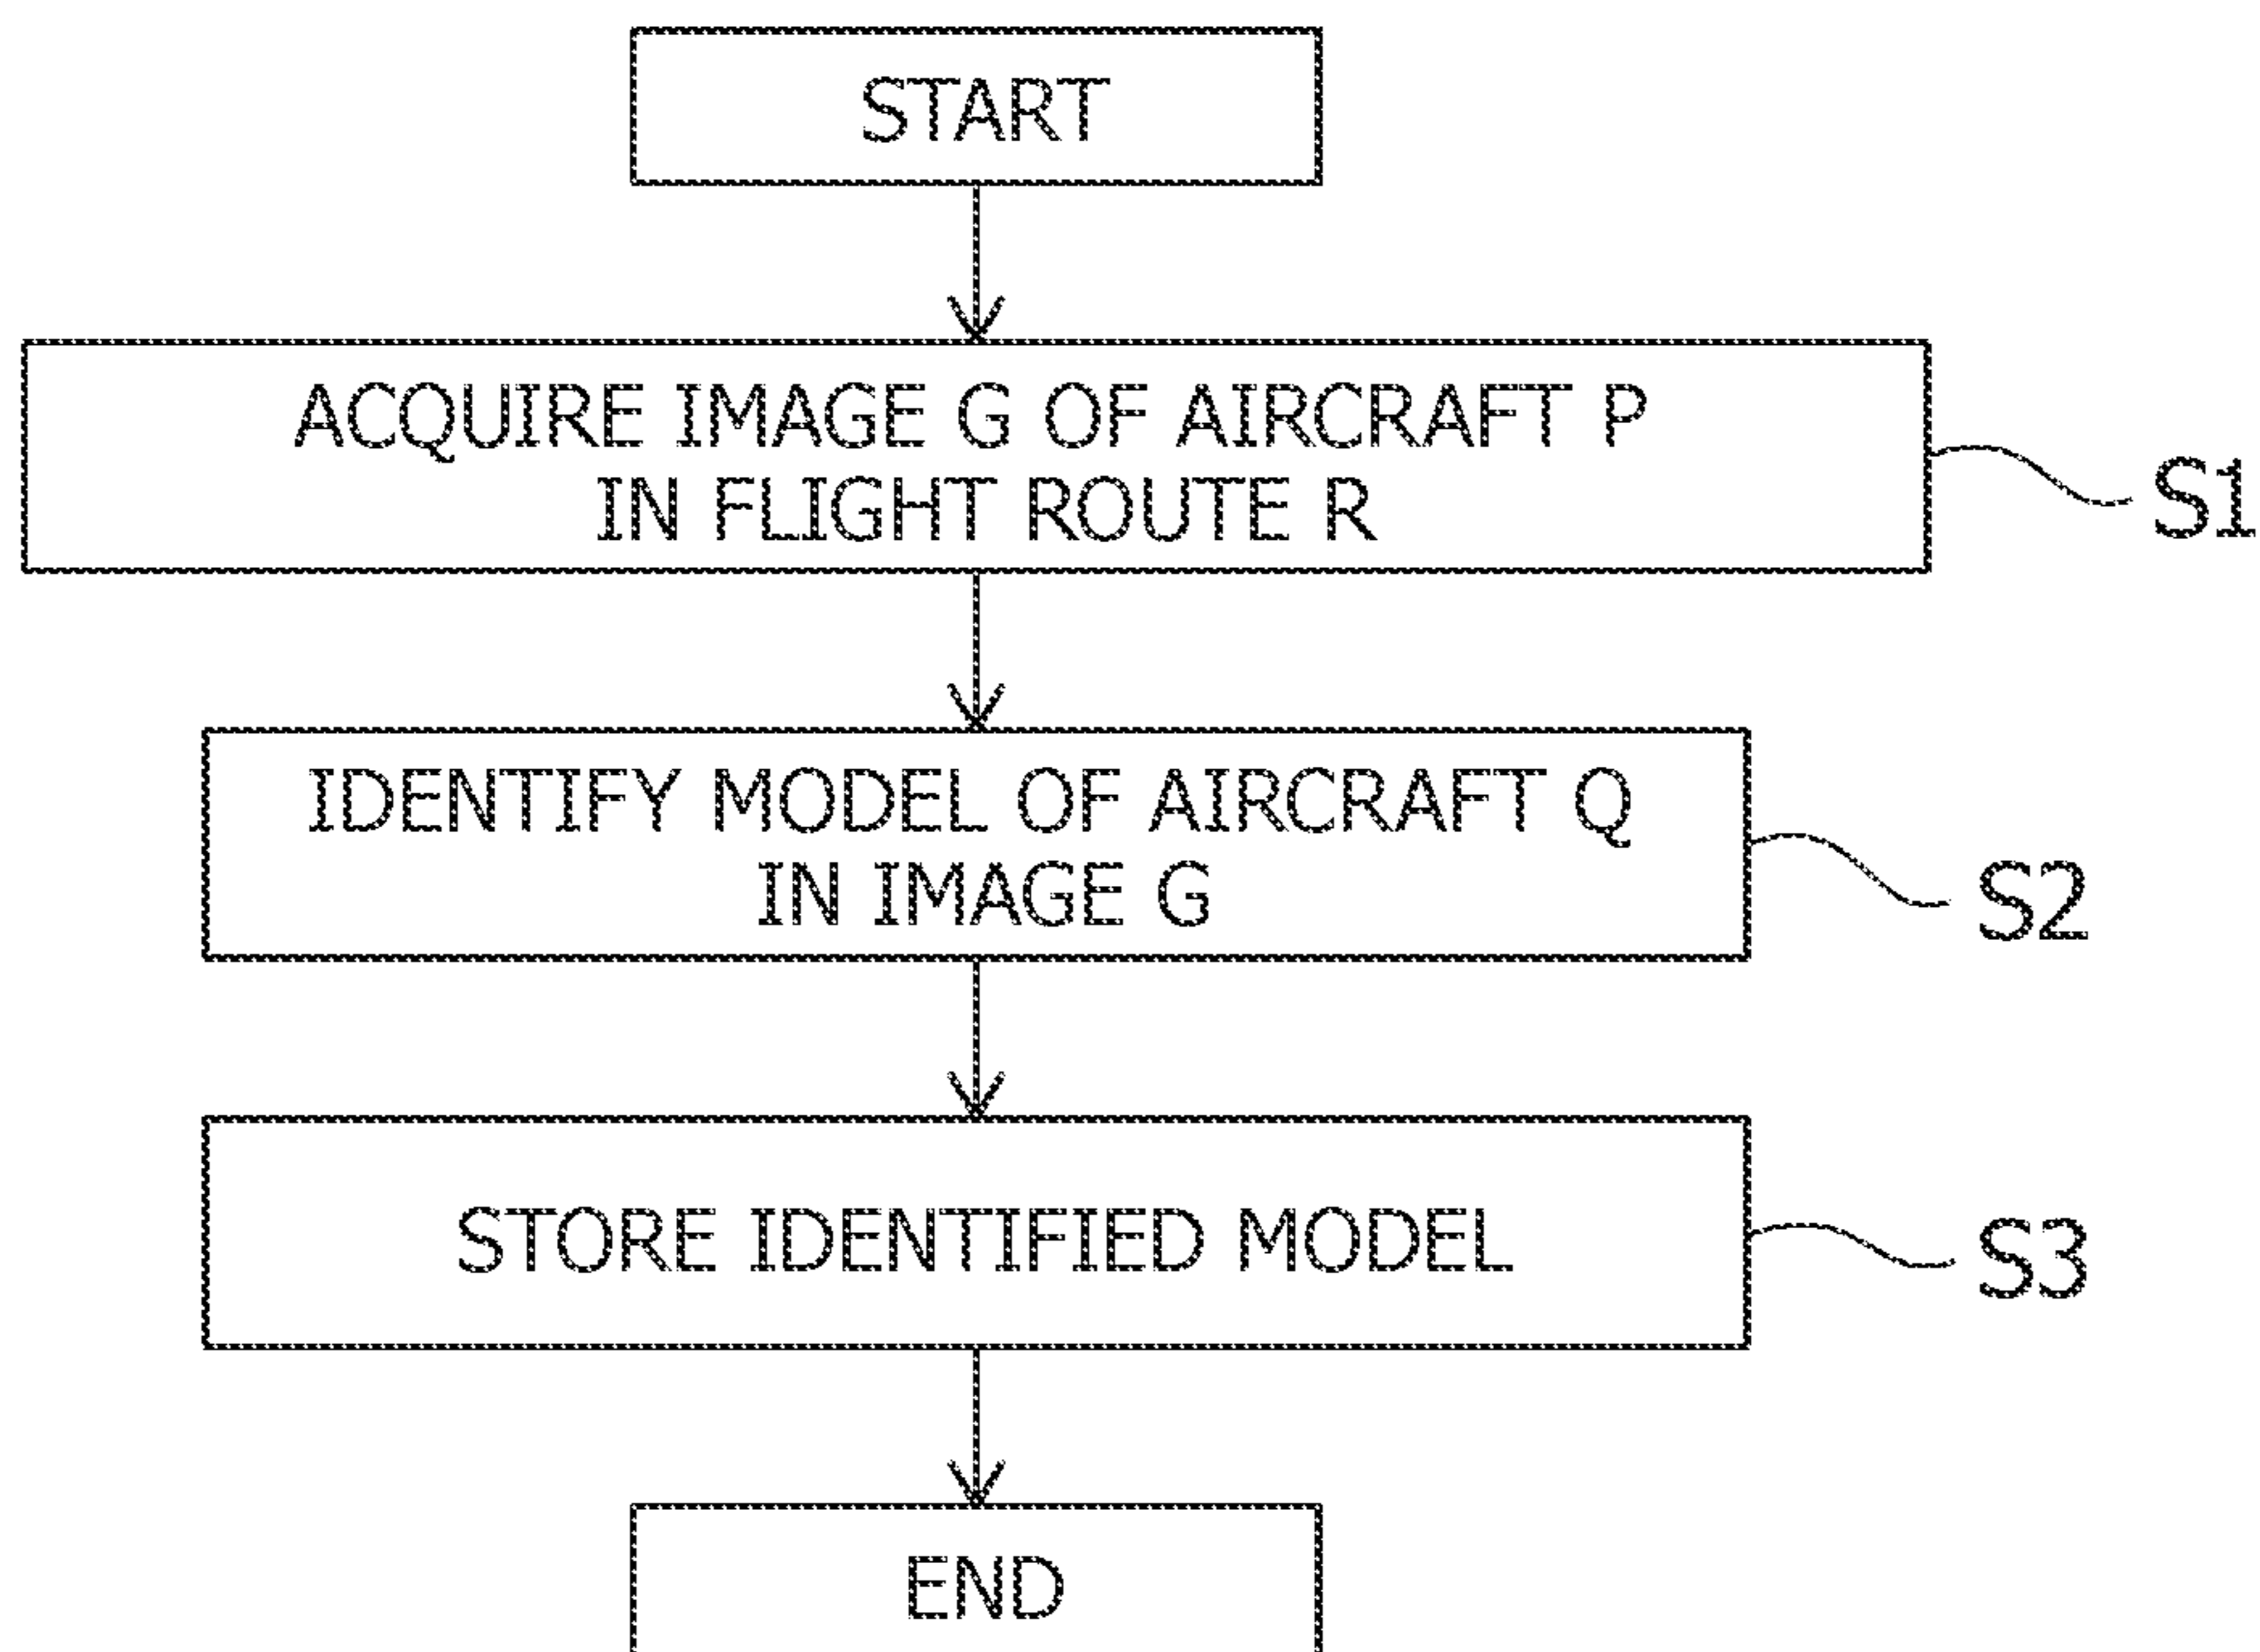 START
ACQUIRE IMAGE G OF AIRCRAFT P
IN FLIGHT ROUTE R
S1
IDENTIFY MODEL OF AIRCRAFT Q
IN IMAGE G
S2
STORE IDENTIFIED MODEL
S3
END